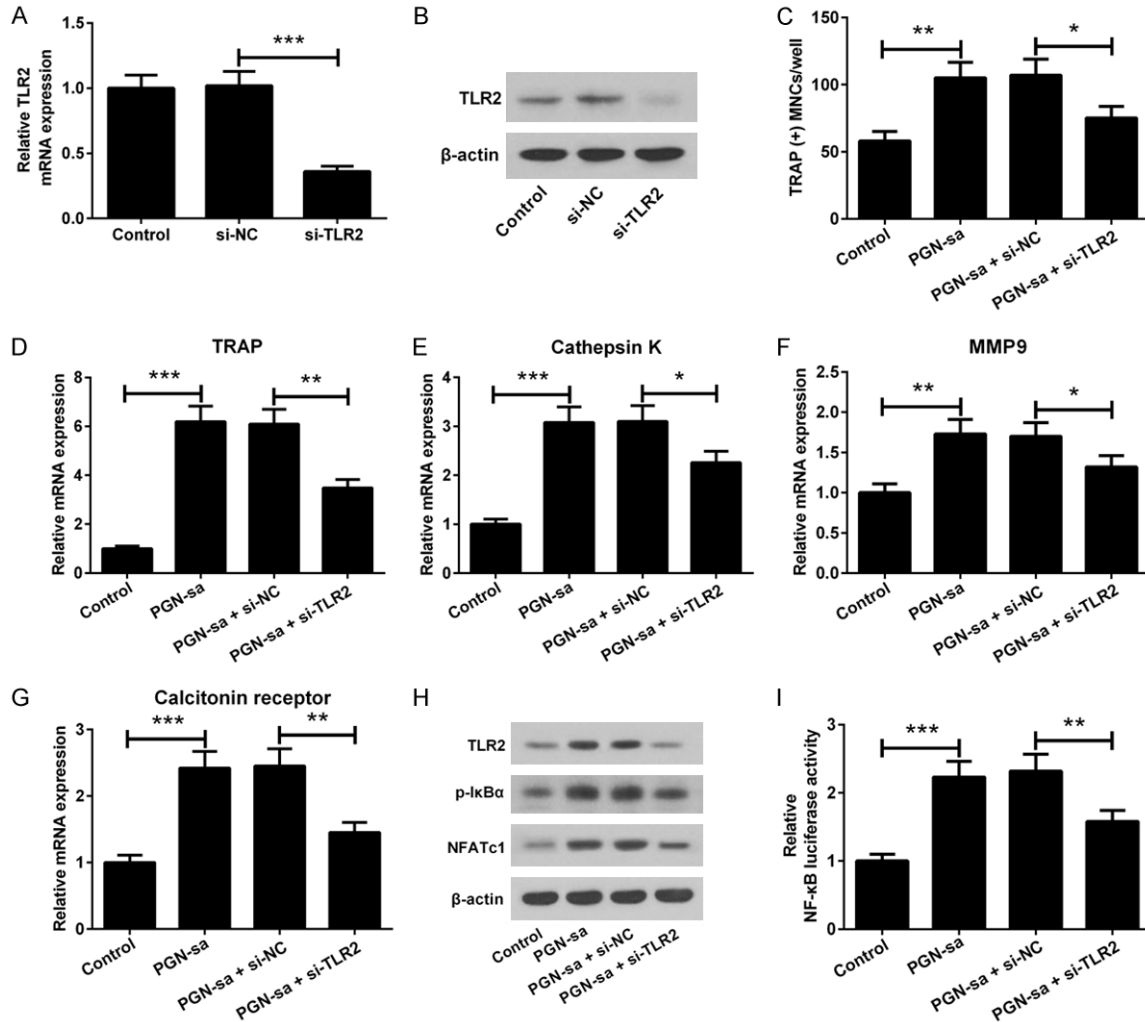 A
Relative TLR2
mRNA expression
1.5
1.0
0.5
0.0
***
Control
si-NC
si-TLR2
B
TLR2
β-actin
Control
si-NC
si-TLR2
C
TRAP (+) MNCs/well
150
100
50
0
**
*
Control
PGN-sa
PGN-sa + si-NC
PGN-sa + si-TLR2
D
TRAP
Relative mRNA expression
8
6
4
2
0
***
**
Control
PGN-sa
PGN-sa + si-NC
PGN-sa + si-TLR2
E
Cathepsin K
Relative mRNA expression
4
3
2
1
0
***
*
Control
PGN-sa
PGN-sa + si-NC
PGN-sa + si-TLR2
F
MMP9
Relative mRNA expression
2.5
2.0
1.5
1.0
0.5
0.0
**
*
Control
PGN-sa
PGN-sa + si-NC
PGN-sa + si-TLR2
G
Calcitonin receptor
Relative mRNA expression
3
2
1
0
***
**
Control
PGN-sa
PGN-sa + si-NC
PGN-sa + si-TLR2
H
TLR2
p-IκBα
NFATc1
β-actin
Control
PGN-sa
PGN-sa + si-NC
PGN-sa + si-TLR2
I
Relative
NF-κB luciferase activity
3
2
1
0
***
**
Control
PGN-sa
PGN-sa + si-NC
PGN-sa + si-TLR2